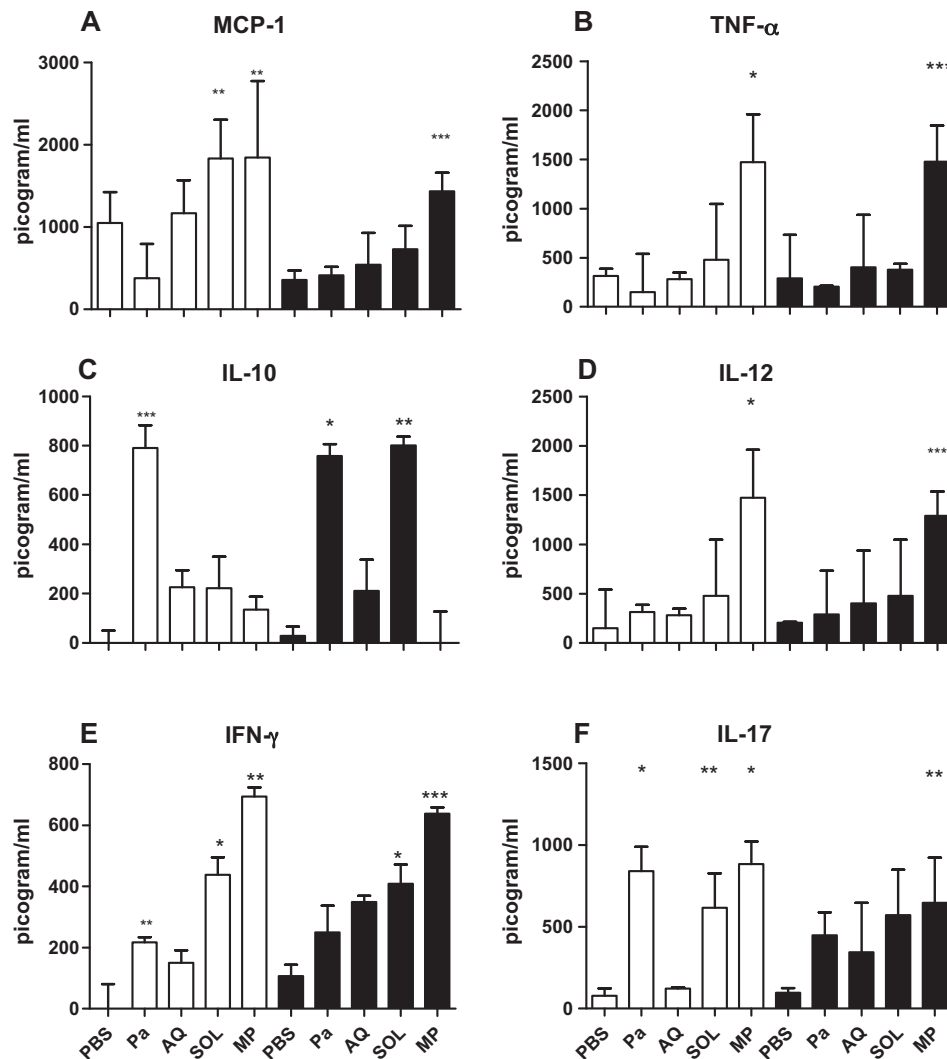 A MCP-1
3000
2000
1000
0
picogram/ml
** ** ***
B TNF-α
2500
2000
1500
1000
500
0
picogram/ml
* ***
C IL-10
1000
800
600
400
200
0
picogram/ml
*** * **
D IL-12
2500
2000
1500
1000
500
0
picogram/ml
* ***
E IFN-γ
800
600
400
200
0
picogram/ml
** * ** * ***
PBS Pa AQ SOL MP PBS Pa AQ SOL MP
F IL-17
1500
1000
500
0
picogram/ml
* ** * **
PBS Pa AQ SOL MP PBS Pa AQ SOL MP